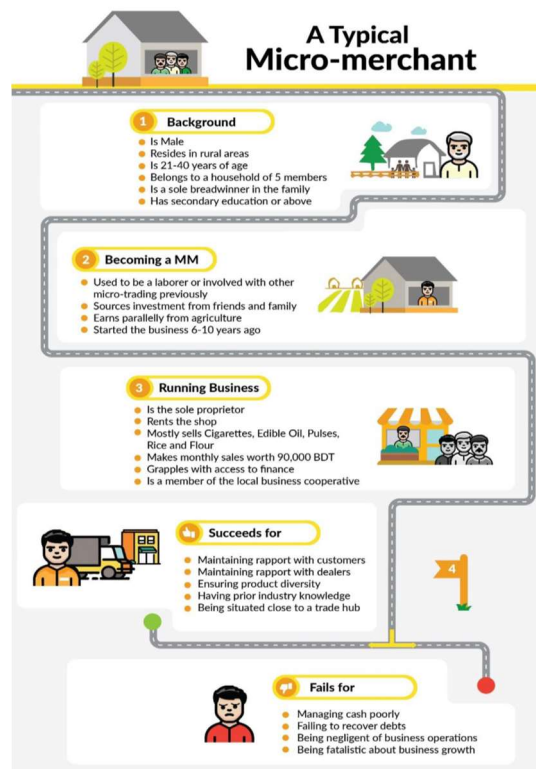 A Typical
Micro-merchant
1 Background
Is Male
Resides in rural areas
Is 21-40 years of age
Belongs to a household of 5 members
Is a sole breadwinner in the family
Has secondary education or above
2 Becoming a MM
Used to be a laborer or involved with other
micro-trading previously
Sources investment from friends and family
Earns parallelly from agriculture
Started the business 6-10 years ago
3 Running Business
Is the sole proprietor
Rents the shop
Mostly sells Cigarettes, Edible Oil, Pulses,
Rice and Flour
Makes monthly sales worth 90,000 BDT
Grapples with access to finance
Is a member of the local business cooperative
Succeeds for
Maintaining rapport with customers
Maintaining rapport with dealers
Ensuring product diversity
Having prior industry knowledge
Being situated close to a trade hub
4
Fails for
Managing cash poorly
Failing to recover debts
Being negligent of business operations
Being fatalistic about business growth